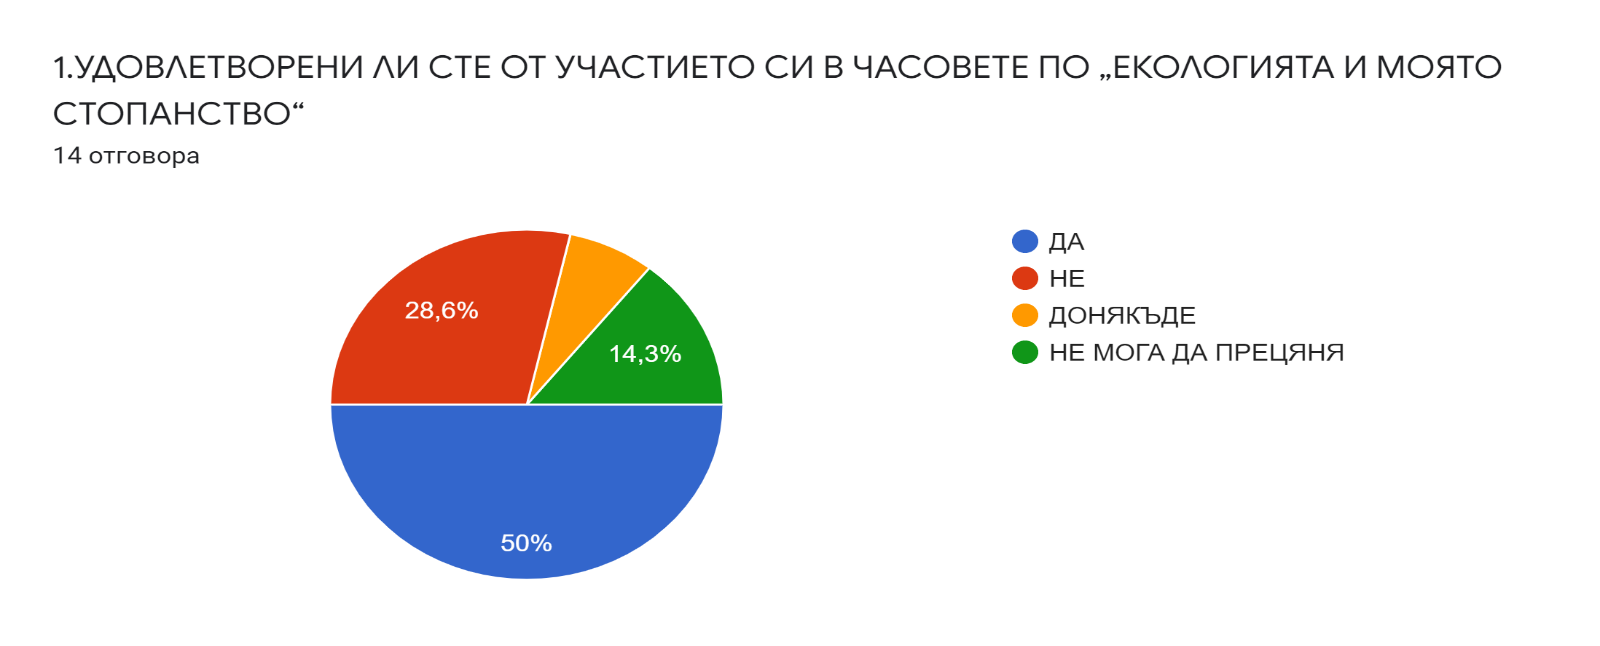 1.УДОВЛЕТВОРЕНИ ЛИ СТЕ ОТ УЧАСТИЕТО СИ В ЧАСОВЕТЕ ПО „ЕКОЛОГИЯТА И МОЯТО
СТОПАНСТВО“
14 отговора
ДА
НЕ
ДОНЯКЪДЕ
НЕ МОГА ДА ПРЕЦЯНЯ
28,6%
14,3%
50%